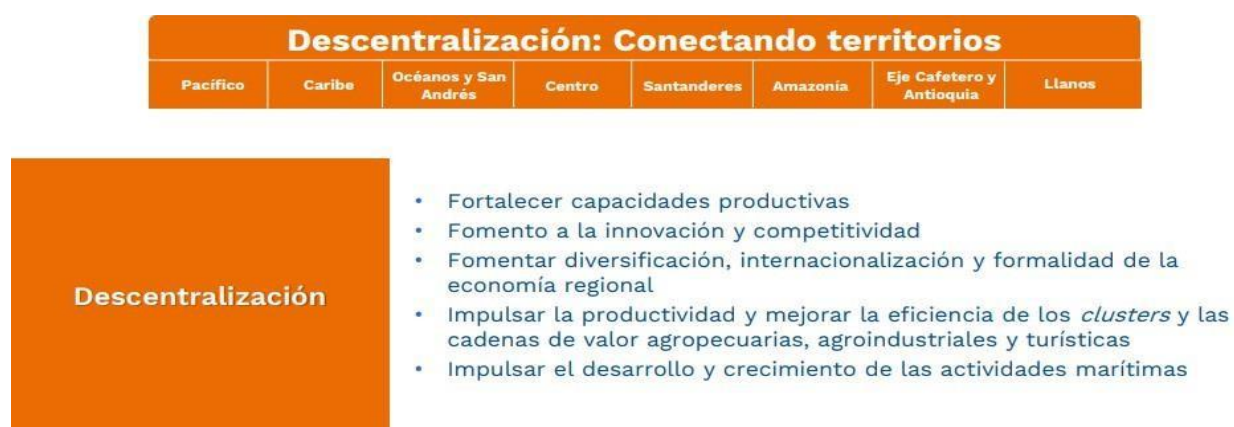 Descentralización: Conectando territorios
Pacífico
Caribe
Océanos y San
Andrés
Centro
Santanderes
Amazonía
Eje Cafetero y
Antioquia
Llanos
Descentralización
• Fortalecer capacidades productivas
• Fomento a la innovación y competitividad
• Fomentar diversificación, internacionalización y formalidad de la
economía regional
• Impulsar la productividad y mejorar la eficiencia de los clusters y las
cadenas de valor agropecuarias, agroindustriales y turísticas
• Impulsar el desarrollo y crecimiento de las actividades marítimas